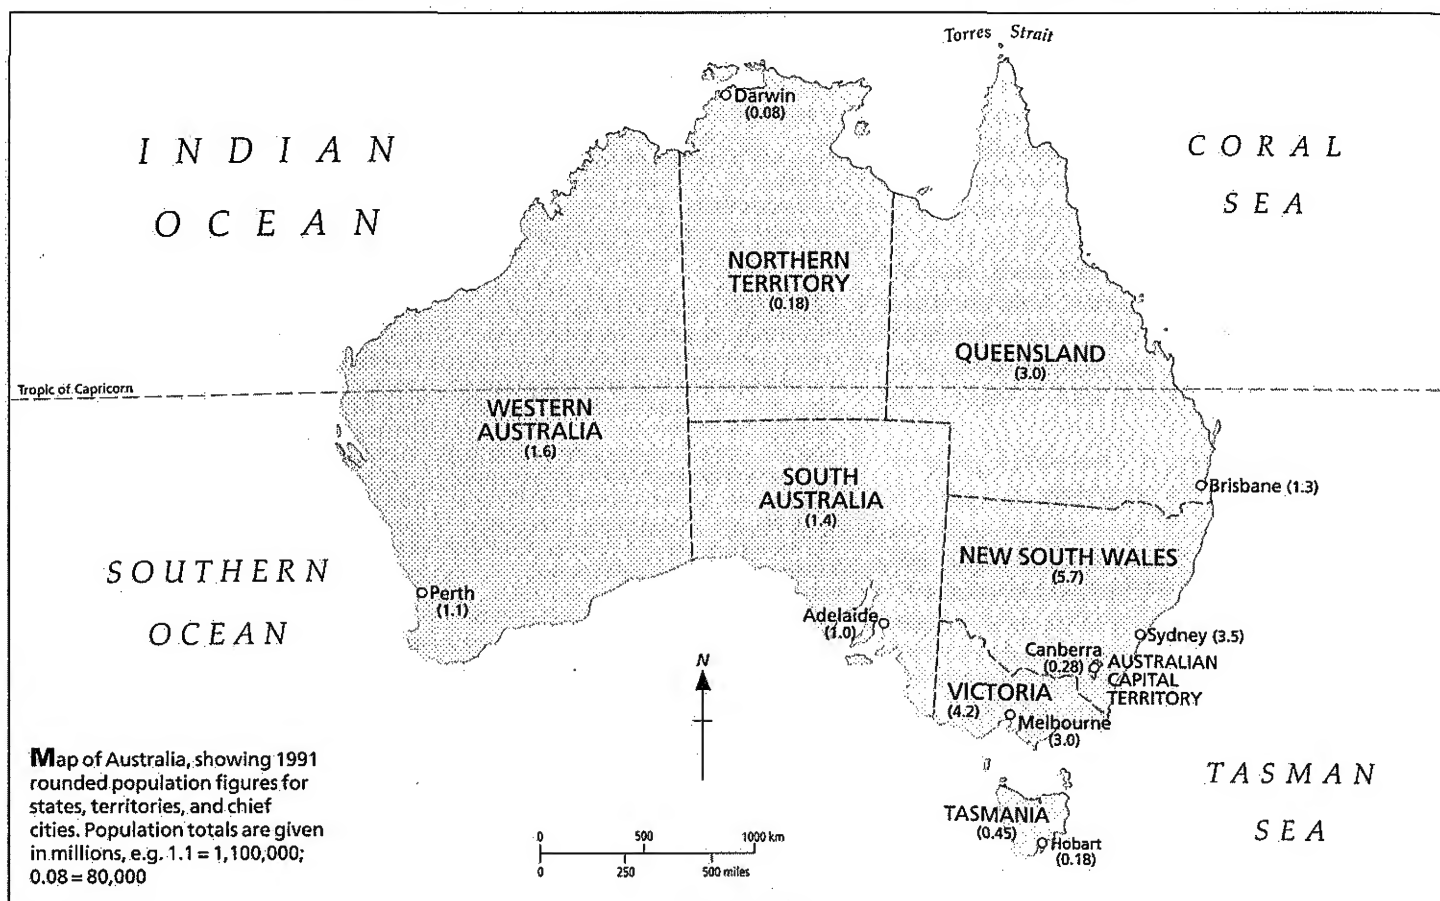 Torres Strait
Darwin
(0.08)
INDIAN
OCEAN
CORAL
SEA
NORTHERN
TERRITORY
(0.18)
QUEENSLAND
(3.0)
Tropic of Capricorn
WESTERN
AUSTRALIA
(1.6)
SOUTH
AUSTRALIA
(1.4)
Brisbane (1.3)
NEW SOUTH WALES
(5.7)
SOUTHERN
OCEAN
Perth
(1.1)
Adelaide
(1.0)
Sydney (3.5)
Canberra
(0.28)
AUSTRALIAN
CAPITAL
TERRITORY
N
VICTORIA
(4.2)
Melbourne
(3.0)
Map of Australia, showing 1991
rounded population figures for
states, territories, and chief
cities. Population totals are given
in millions, e.g. 1.1 = 1,100,000;
0.08 = 80,000
TASMAN
SEA
TASMANIA
(0.45)
Hobart
(0.18)
0 500 1000 km
0 250 500 miles